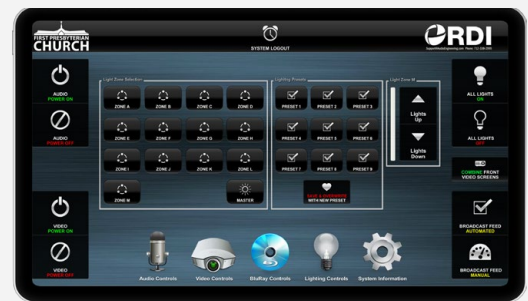 FIRST PRESBYTERIAN
CHURCH
SYSTEM LOGOUT
RDI
AUDIO
POWER ON
AUDIO
POWER OFF
VIDEO
POWER ON
VIDEO
POWER OFF
Light Zone Selection
ZONE A
ZONE B
ZONE C
ZONE D
ZONE E
ZONE F
ZONE G
ZONE H
ZONE I
ZONE J
ZONE K
ZONE L
ZONE M
MASTER
Lighting Presets
PRESET 1
PRESET 2
PRESET 3
PRESET 4
PRESET 5
PRESET 6
PRESET 7
PRESET 8
PRESET 9
WITH NEW PRESET
Light Zone M
Lights
Up
Lights
Down
ALL LIGHTS
ON
ALL LIGHTS
OFF
COMBINE FRONT
VIDEO SCREENS
BROADCAST FEED
AUTOMATED
BROADCAST FEED
MANUAL
Audio Controls
Video Controls
BluRay Controls
Lighting Controls
System Information